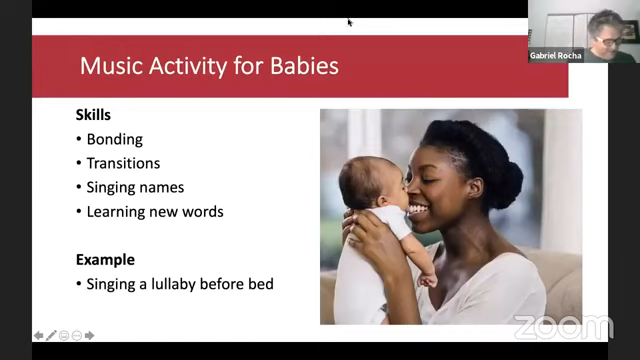 Music Activity for Babies
Gabriel Rocha
Skills
• Bonding
• Transitions
• Singing names
• Learning new words
Example
• Singing a lullaby before bed
zoom